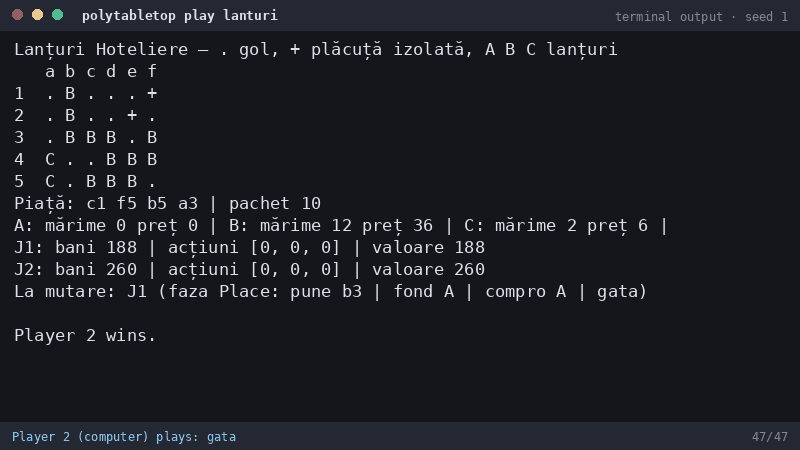 polytabletop play lanturi
terminal output · seed 1
Lanțuri Hoteliere — . gol, + plăcuță izolată, A B C lanțuri
a b c d e f
1 . B . . . +
2 . B . . + .
3 . B B B . B
4 C . . B B B
5 C . B B B .
Piață: c1 f5 b5 a3 | pachet 10
A: mărime 0 preț 0 | B: mărime 12 preț 36 | C: mărime 2 preț 6 |
J1: bani 188 | acțiuni [0, 0, 0] | valoare 188
J2: bani 260 | acțiuni [0, 0, 0] | valoare 260
La mutare: J1 (faza Place: pune b3 | fond A | compro A | gata)
Player 2 wins.
Player 2 (computer) plays: gata
47/47